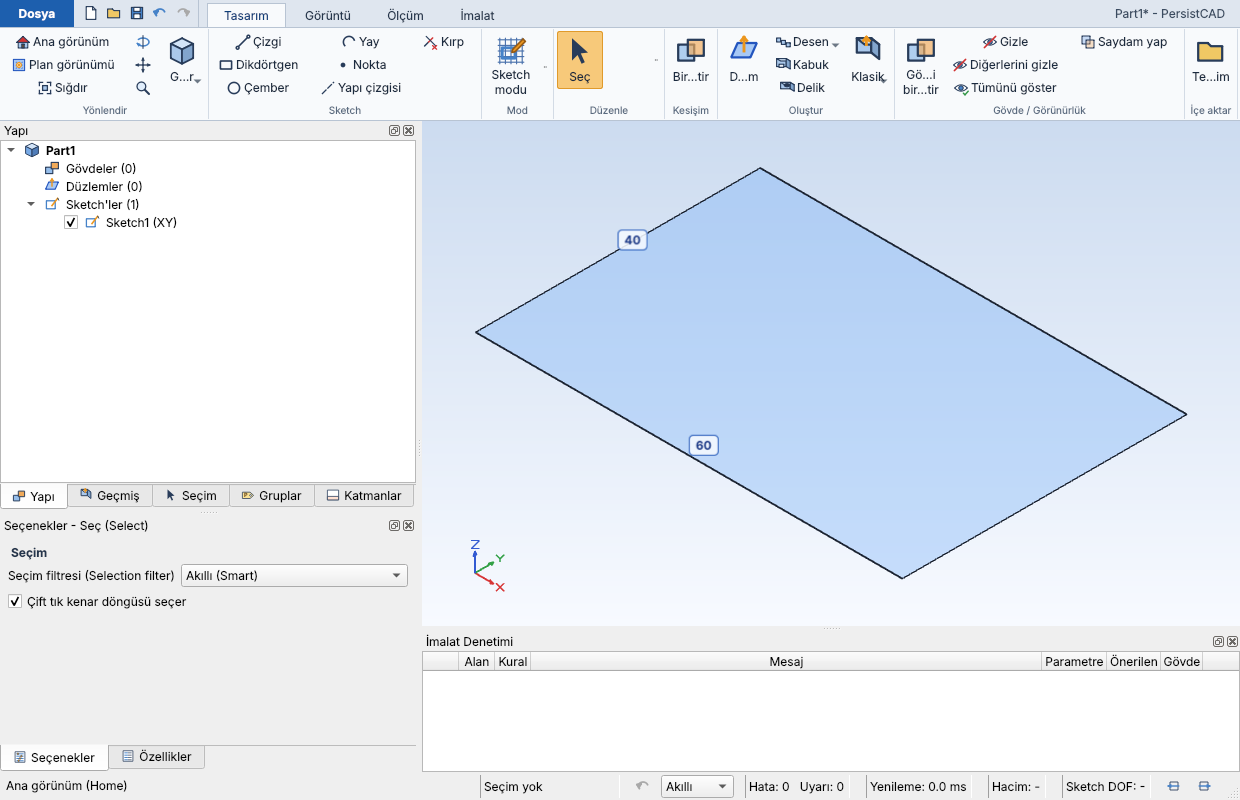 Dosya
Tasarım Görüntü Ölçüm İmalat
Part1* - PersistCAD
Ana görünüm
Plan görünümü
Sığdır
G...r
Yönlendir
Çizgi
Dikdörtgen
Çember
Yay
Nokta
Yapı çizgisi
Kırp
Sketch
Sketch
modu
Mod
Seç
Düzenle
Bir...tir
Kesişim
D...m
Desen
Kabuk
Delik
Klasik
Oluştur
Gö...i
bir...tir
Gizle
Diğerlerini gizle
Tümünü göster
Saydam yap
Gövde / Görünürlük
Te...im
İçe aktar
Yapı
Part1
Gövdeler (0)
Düzlemler (0)
Sketch'ler (1)
Sketch1 (XY)
Yapı Geçmiş Seçim Gruplar Katmanlar
Seçenekler - Seç (Select)
Seçim
Seçim filtresi (Selection filter) Akıllı (Smart)
Çift tık kenar döngüsü seçer
Seçenekler Özellikler
40
60
Z
Y
X
İmalat Denetimi
Alan Kural Mesaj Parametre Önerilen Gövde
Ana görünüm (Home) Seçim yok Akıllı Hata: 0 Uyarı: 0 Yenileme: 0.0 ms Hacim: - Sketch DOF: -